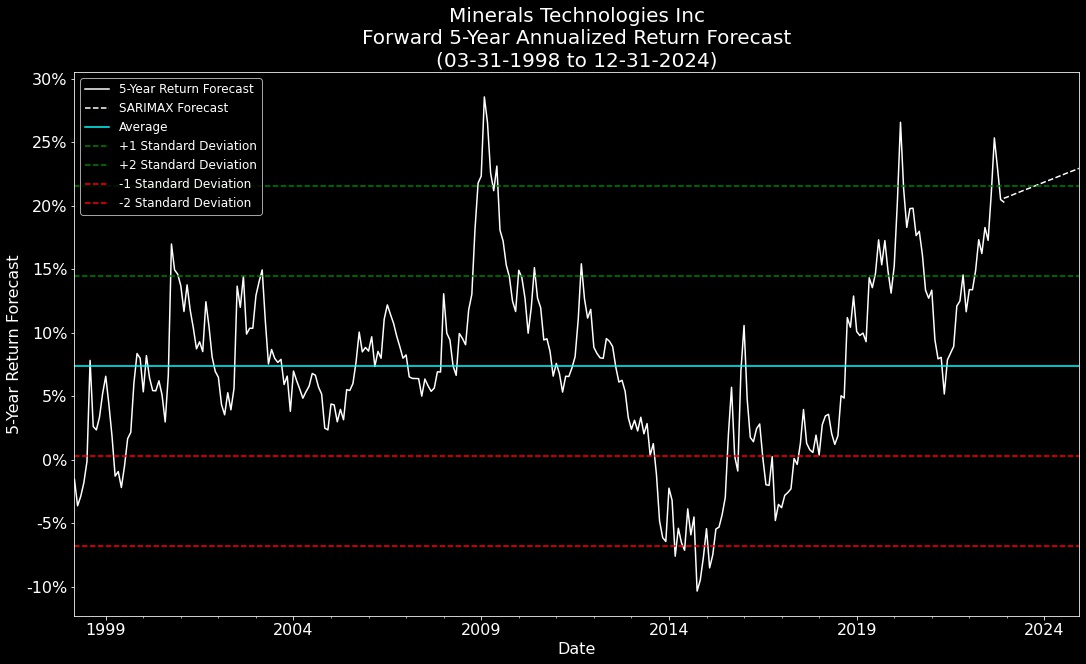 Minerals Technologies Inc
Forward 5-Year Annualized Return Forecast
(03-31-1998 to 12-31-2024)
30%
25%
20%
15%
10%
5%
0%
-5%
-10%
5-Year Return Forecast
5-Year Return Forecast
SARIMAX Forecast
Average
+1 Standard Deviation
+2 Standard Deviation
-1 Standard Deviation
-2 Standard Deviation
1999
2004
2009
2014
2019
2024
Date